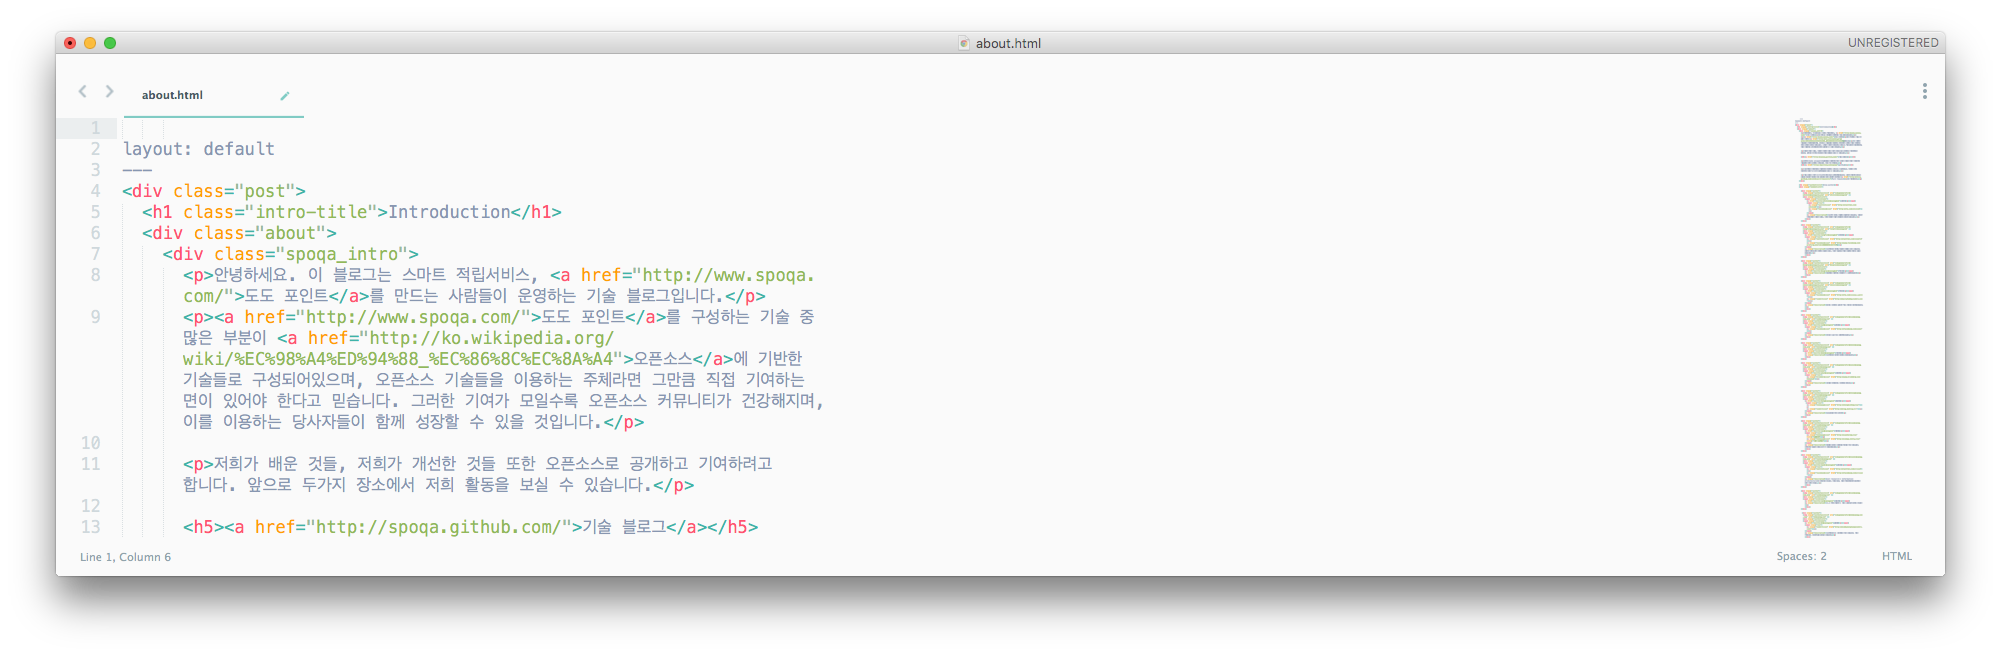 about.html
UNREGISTERED
about.html
1
2 layout: default
3 ---
4 <div class="post">
5 <h1 class="intro-title">Introduction</h1>
6 <div class="about">
7 <div class="spoqa_intro">
8 <p>안녕하세요. 이 블로그는 스마트 적립서비스, <a href="http://www.spoqa.
com/">도도 포인트</a>를 만드는 사람들이 운영하는 기술 블로그입니다.</p>
9 <p><a href="http://www.spoqa.com/">도도 포인트</a>를 구성하는 기술 중
많은 부분이 <a href="http://ko.wikipedia.org/
wiki/%EC%98%A4%ED%94%88_%EC%86%8C%EC%8A%A4">오픈소스</a>에 기반한
기술들로 구성되어있으며, 오픈소스 기술들을 이용하는 주체라면 그만큼 직접 기여하는
면이 있어야 한다고 믿습니다. 그러한 기여가 모일수록 오픈소스 커뮤니티가 건강해지며,
이를 이용하는 당사자들이 함께 성장할 수 있을 것입니다.</p>
10
11 <p>저희가 배운 것들, 저희가 개선한 것들 또한 오픈소스로 공개하고 기여하려고
합니다. 앞으로 두가지 장소에서 저희 활동을 보실 수 있습니다.</p>
12
13 <h5><a href="http://spoqa.github.com/">기술 블로그</a></h5>
Line 1, Column 6
Spaces: 2
HTML